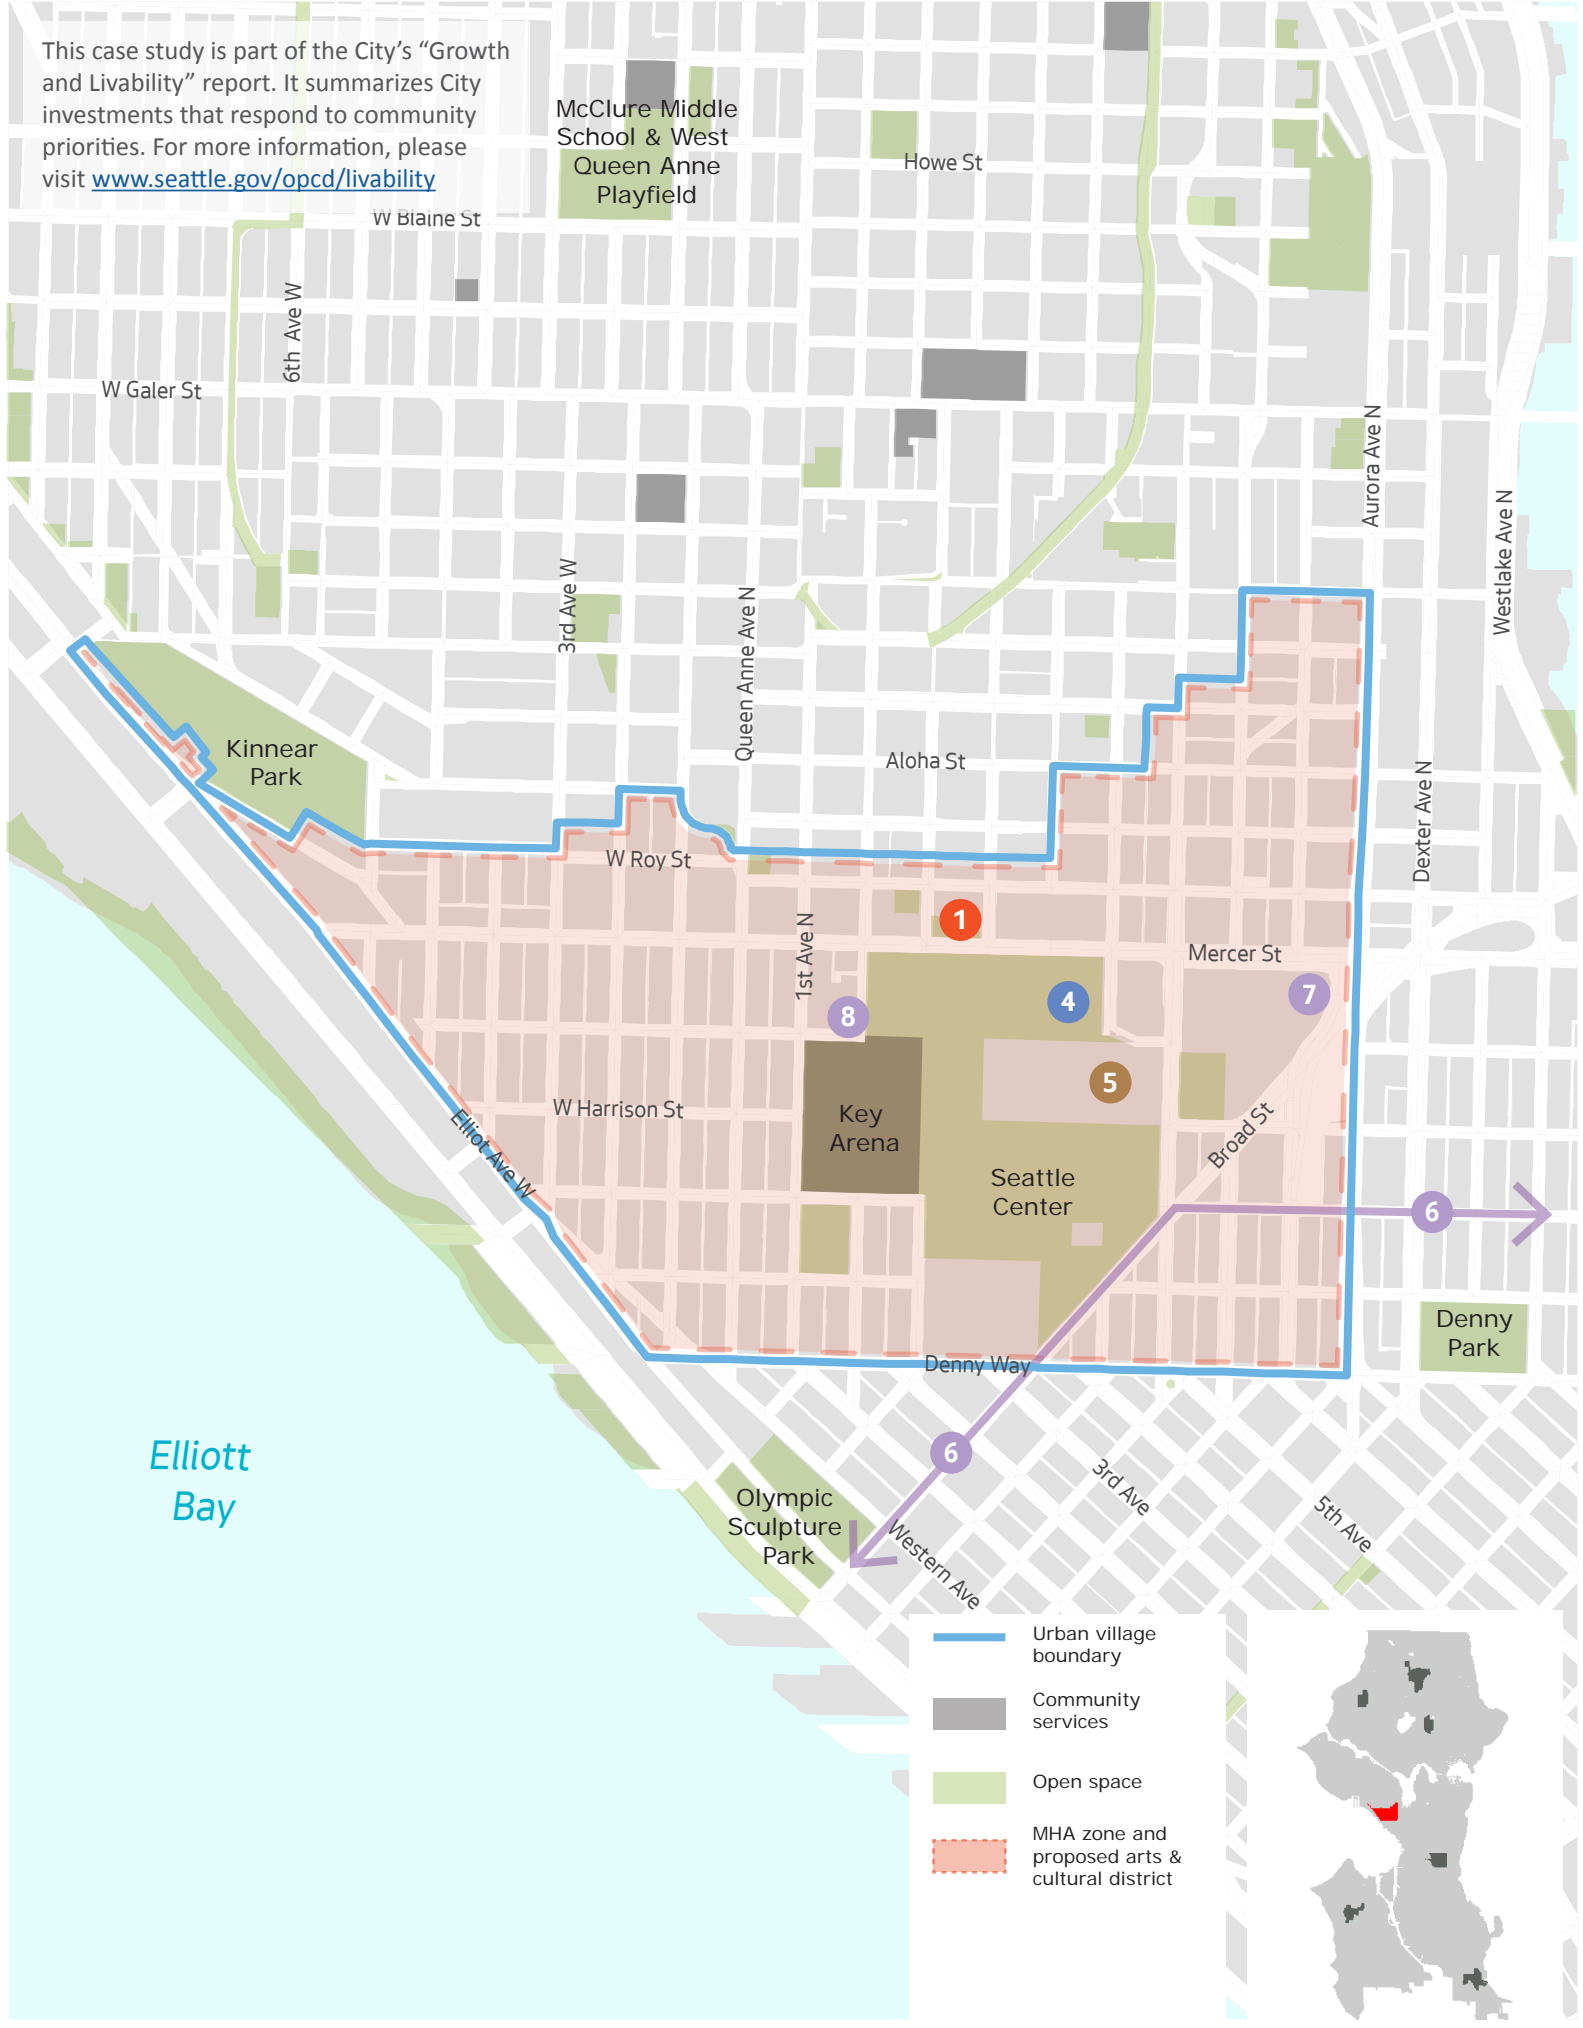 This case study is part of the City’s “Growth
and Livability” report. It summarizes City
investments that respond to community
priorities. For more information, please
visit www.seattle.gov/opcd/livability
McClure Middle
School & West
Queen Anne
Playfield
Howe St
W Blaine St
6th Ave W
W Galer St
Aurora Ave N
Westlake Ave N
3rd Ave W
Queen Anne Ave N
Kinnear
Park
Aloha St
Dexter Ave N
W Roy St
1
1st Ave N
Mercer St
4
7
8
5
W Harrison St
Key
Arena
Elliot Ave W
Broad St
Seattle
Center
6
Denny
Park
Denny Way
Elliott
Bay
6
3rd Ave
Olympic
Sculpture
Park
5th Ave
Western Ave
Urban village
boundary
Community
services
Open space
MHA zone and
proposed arts &
cultural district